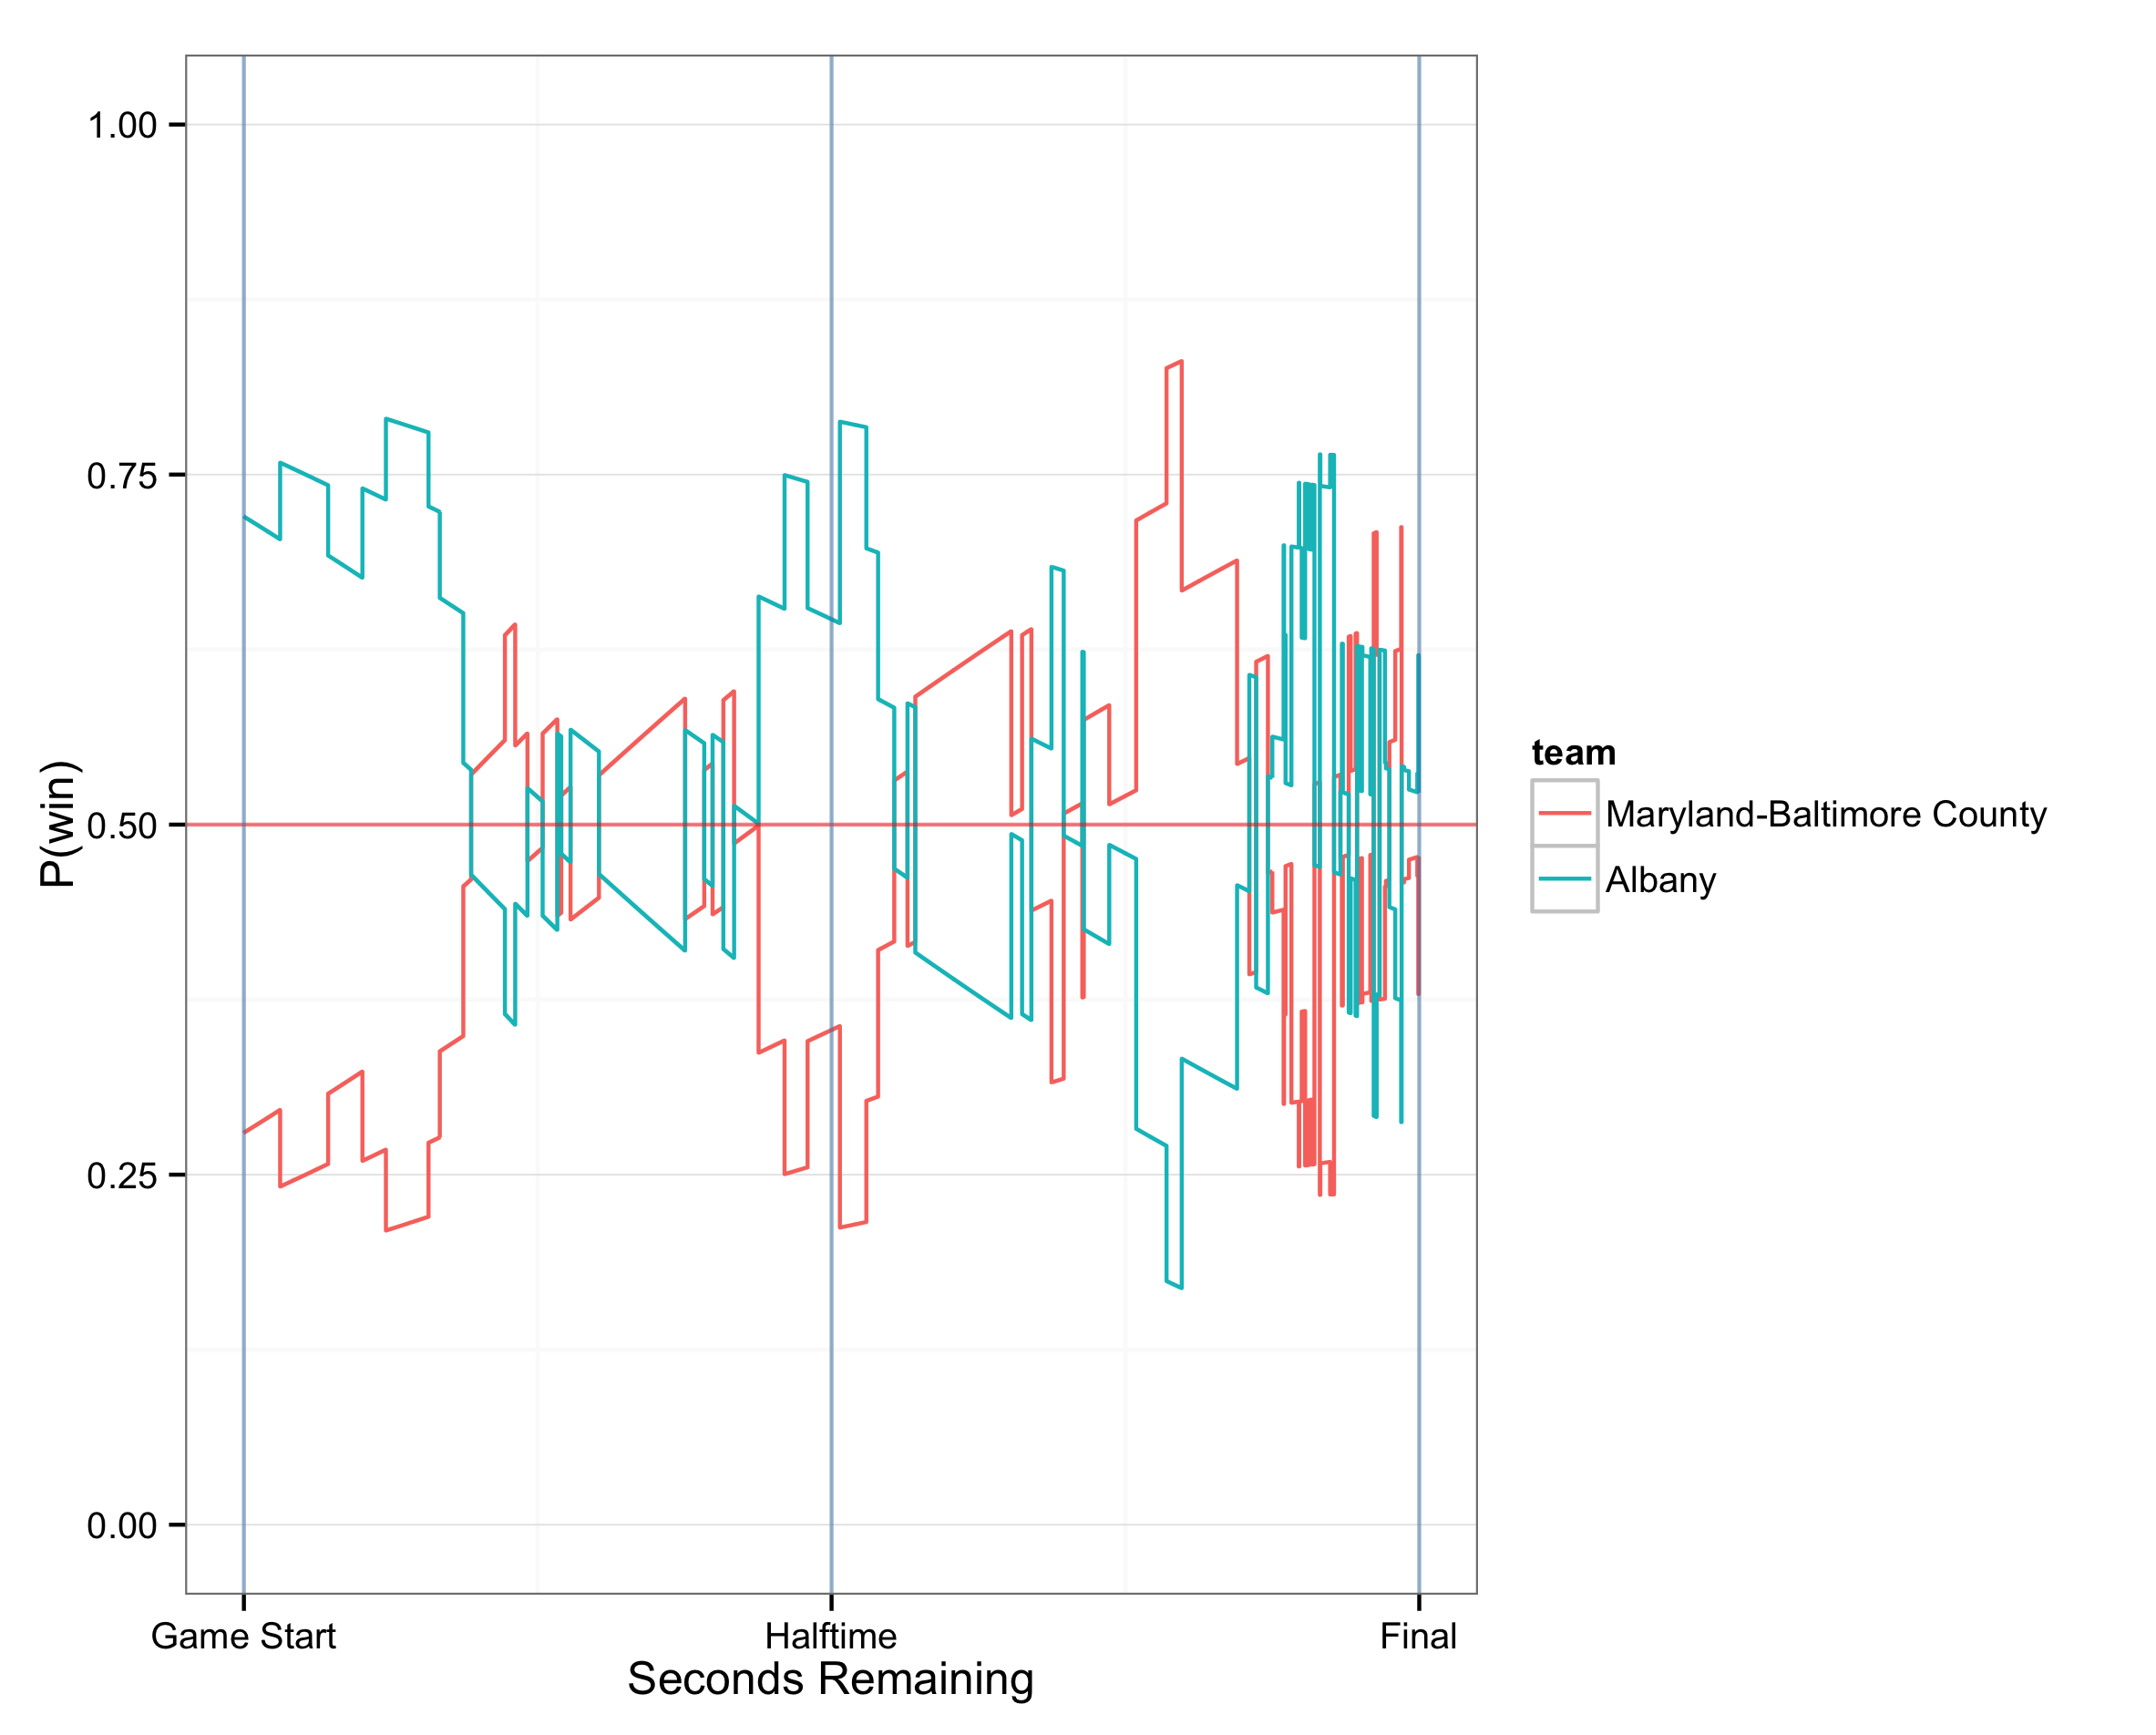 P(win)
1.00
0.75
0.50
0.25
0.00
Game Start
Halftime
Final
Seconds Remaining
team
Maryland-Baltimore County
Albany